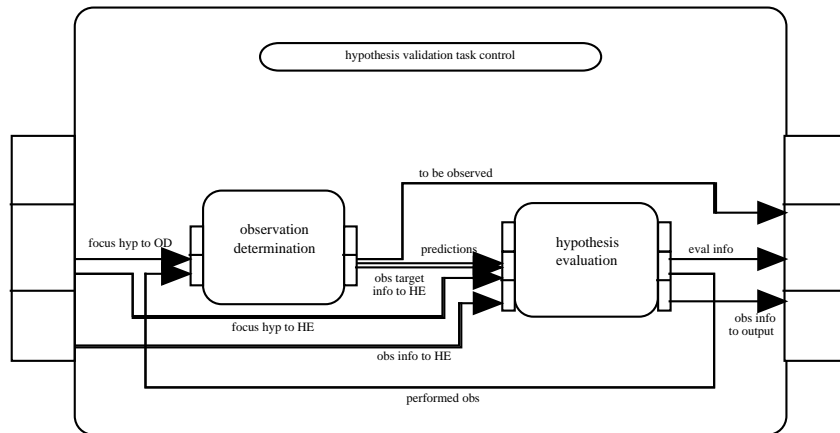 hypothesis validation task control
to be observed
observation
determination
hypothesis
evaluation
focus hyp to OD
predictions
eval info
obs target
info to HE
focus hyp to HE
obs info
to output
obs info to HE
performed obs